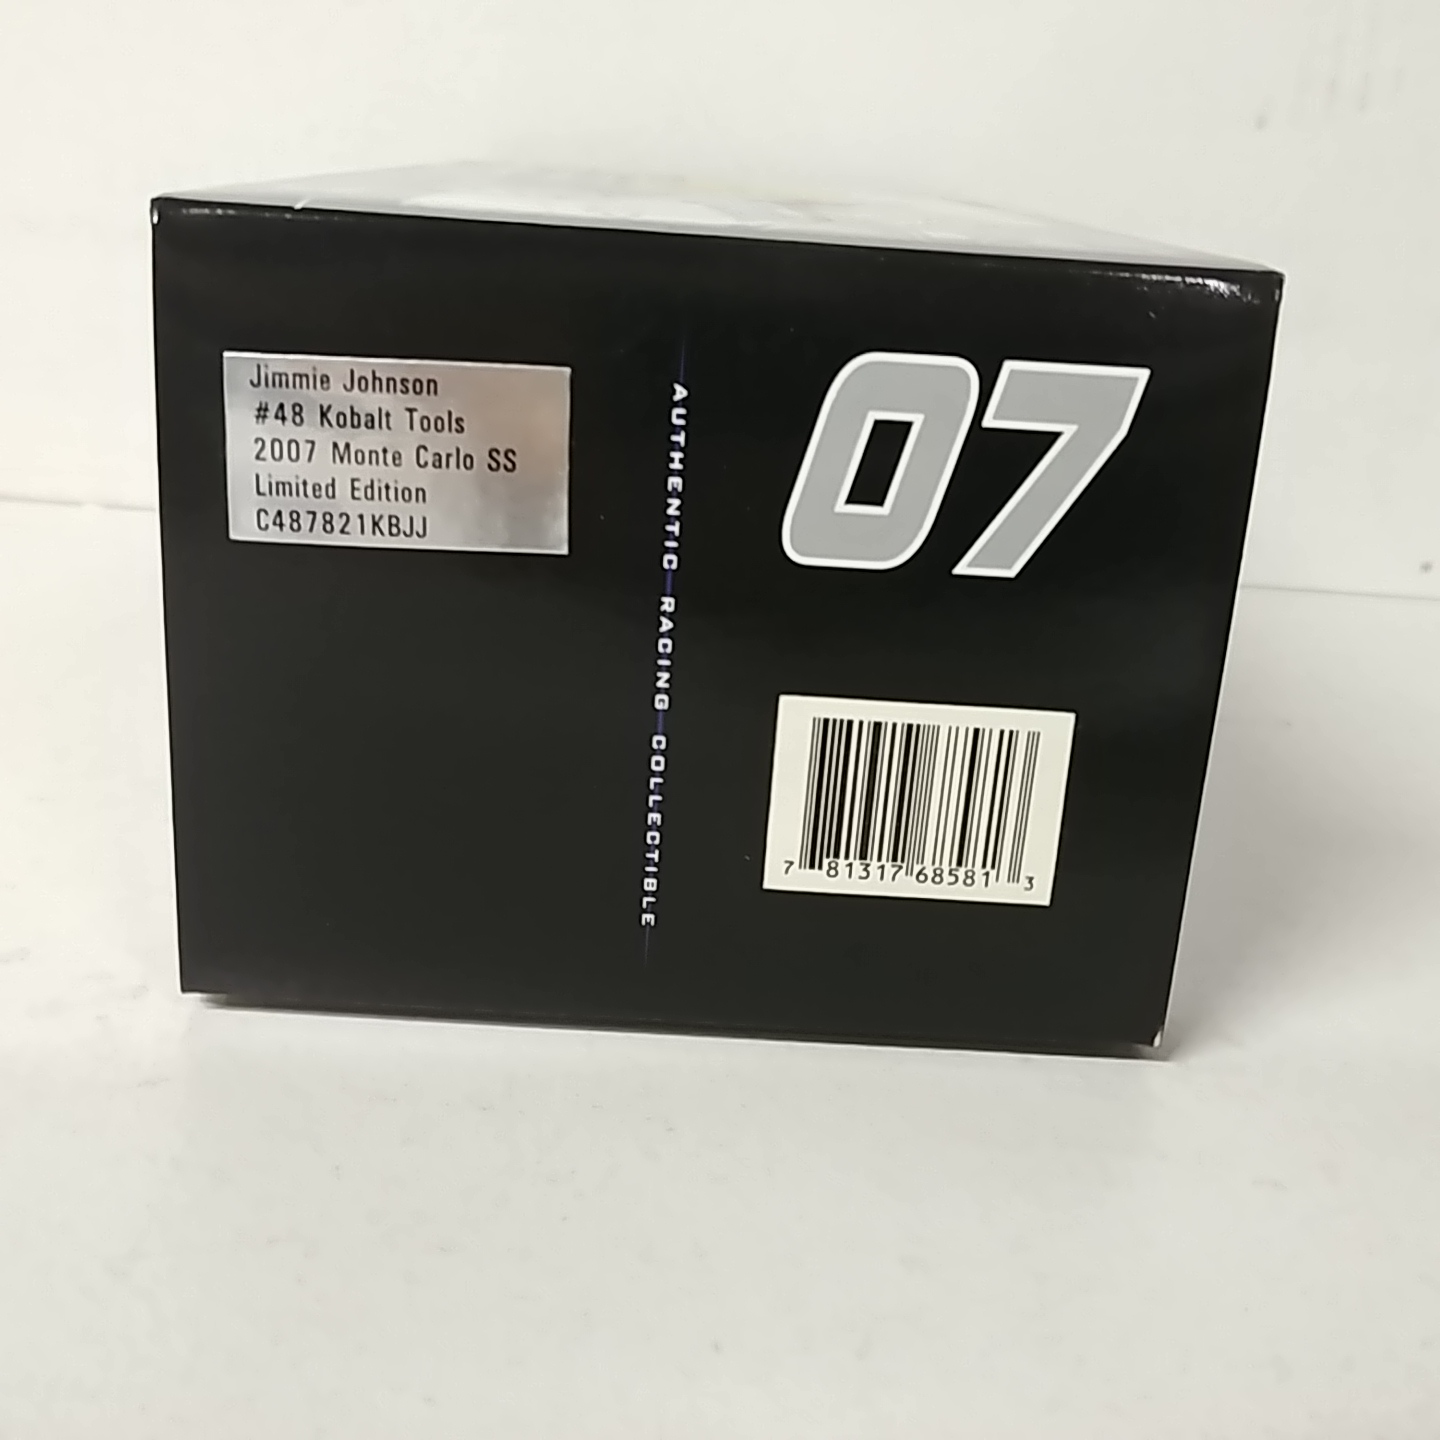 Jimmie Johnson
#48 Kobalt Tools
2007 Monte Carlo SS
Limited Edition
C487821KBJJ
AUTHENTIC RACING COLLECTIBLE
07
7 81317 68581 3